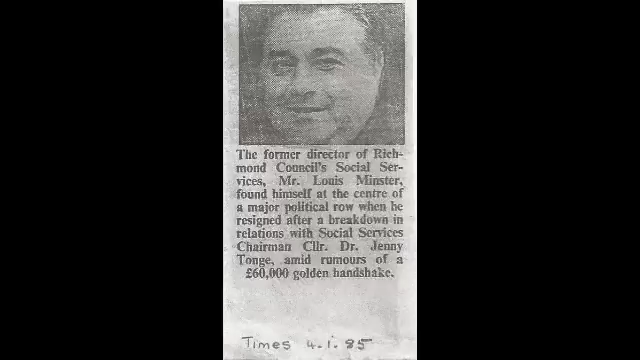 The former director of Rich-
mond Council's Social Ser-
vices, Mr. Louis Minster,
found himself at the centre of
a major political row when he
resigned after a breakdown in
relations with Social Services
Chairman Cllr. Dr. Jenny
Tonge, amid rumours of a
£60,000 golden handshake.
Times 4.1.85